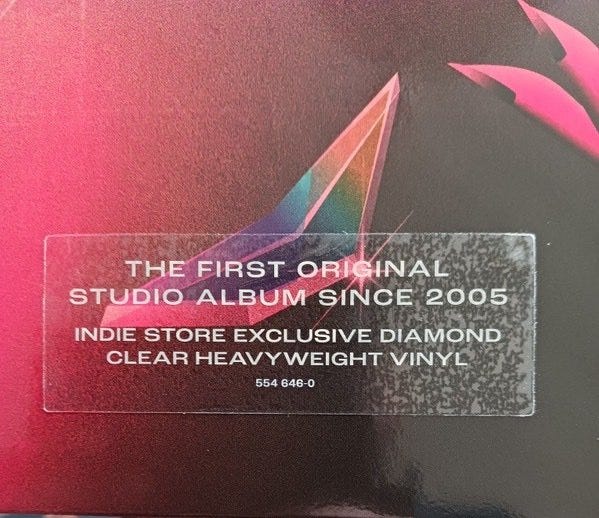 THE FIRST ORIGINAL
STUDIO ALBUM SINCE 2005
INDIE STORE EXCLUSIVE DIAMOND
CLEAR HEAVYWEIGHT VINYL
554 646-0